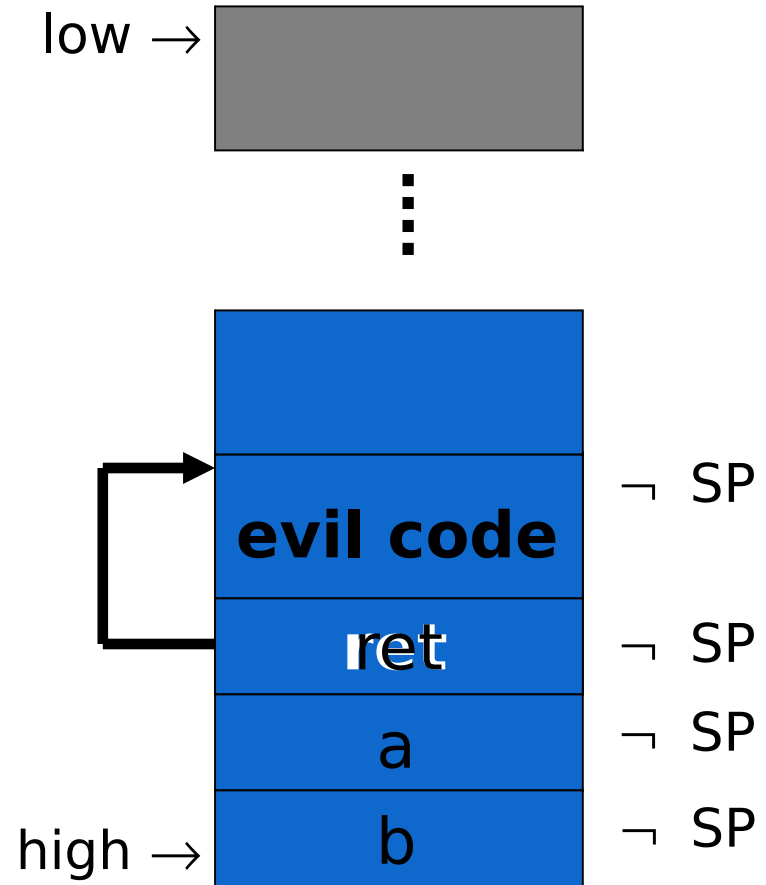 low →
¬ SP
evil code
ret
¬ SP
a
¬ SP
b
¬ SP
high →